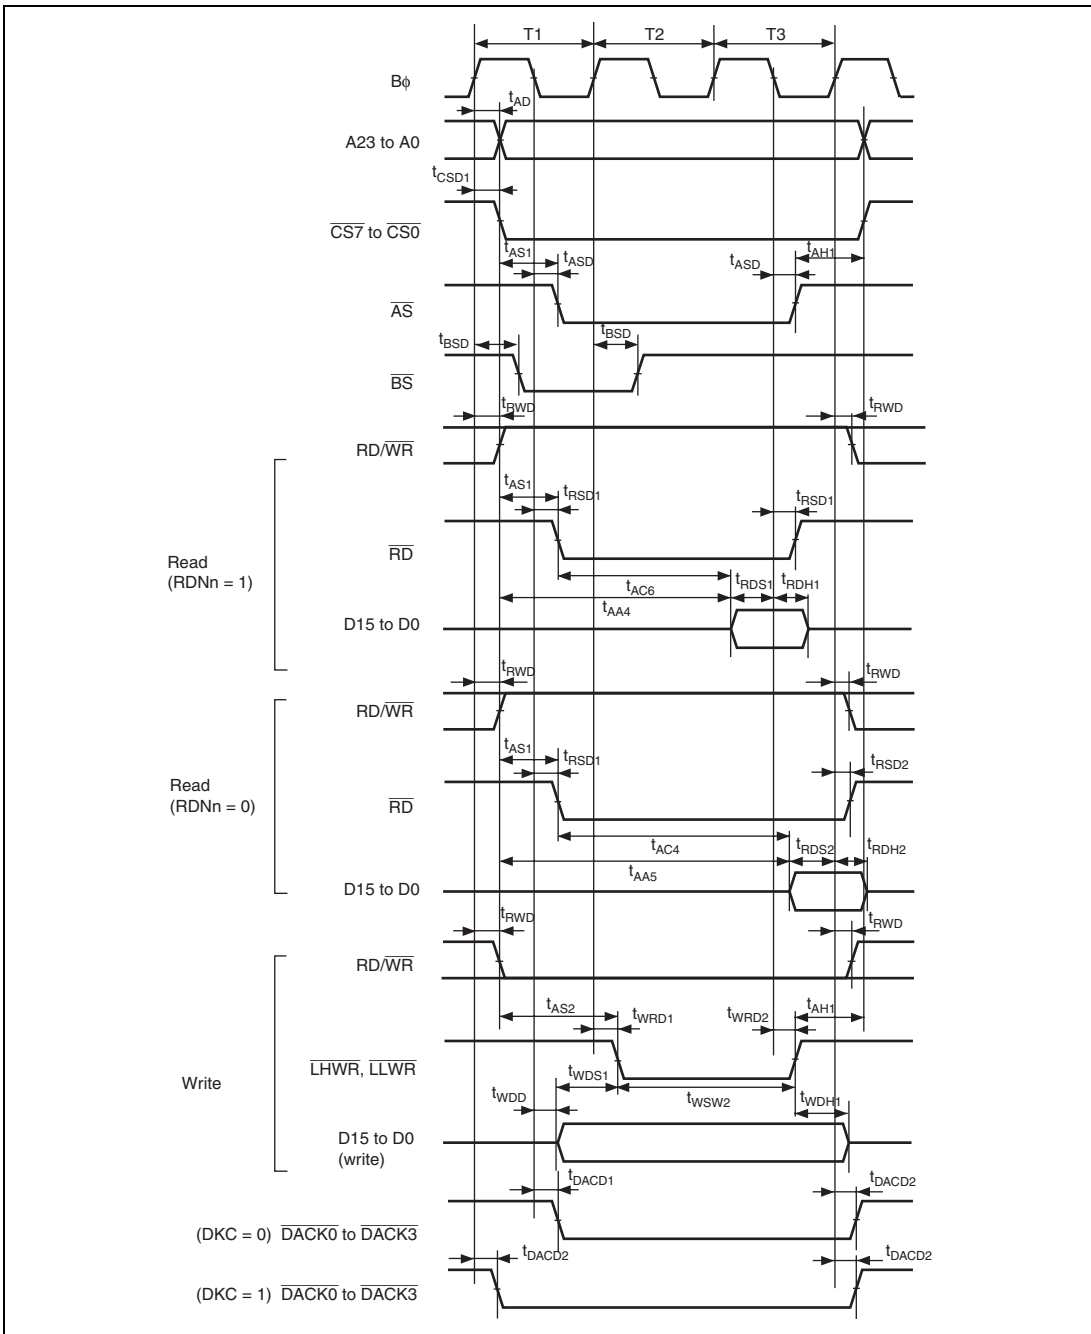 T1 T2 T3
Bϕ
tAD
A23 to A0
tCSD1
CS7 to CS0
tAS1 tASD tASD tAH1
AS
tBSD tBSD
BS
tRWD tRWD
RD/WR
tAS1 tRSD1 tRSD1
RD
Read
(RDNn = 1)
tAC6 tRDS1 tRDH1
tAA4
D15 to D0
tRWD tRWD
RD/WR
tAS1 tRSD1 tRSD2
Read
(RDNn = 0)
RD
tAC4 tRDS2 tRDH2
tAA5
D15 to D0
tRWD tRWD
RD/WR
tAS2 tWRD1 tWRD2 tAH1
LHWR, LLWR
Write
tWDS1
tWDD tWSW2 tWDH1
D15 to D0
(write)
tDACD1 tDACD2
(DKC = 0) DACK0 to DACK3
tDACD2 tDACD2
(DKC = 1) DACK0 to DACK3